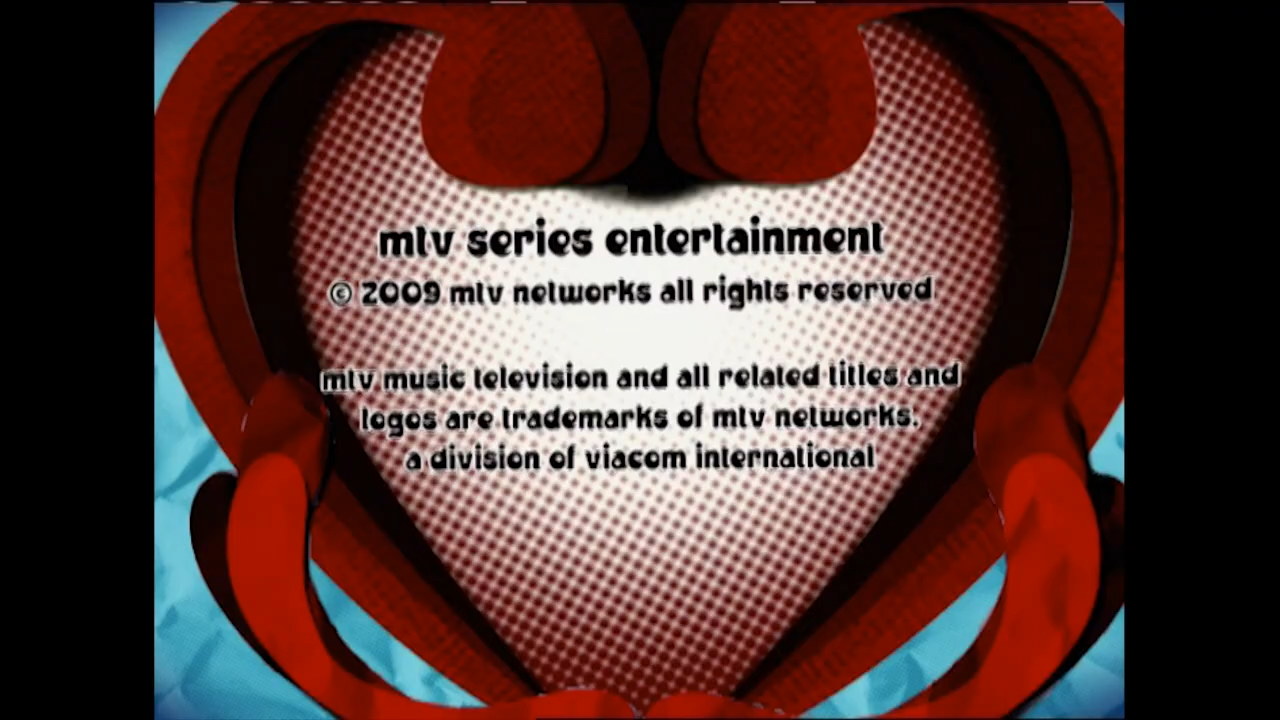 mtv series entertainment
© 2009 mtv networks all rights reserved
mtv music television and all related titles and
logos are trademarks of mtv networks,
a division of viacom international